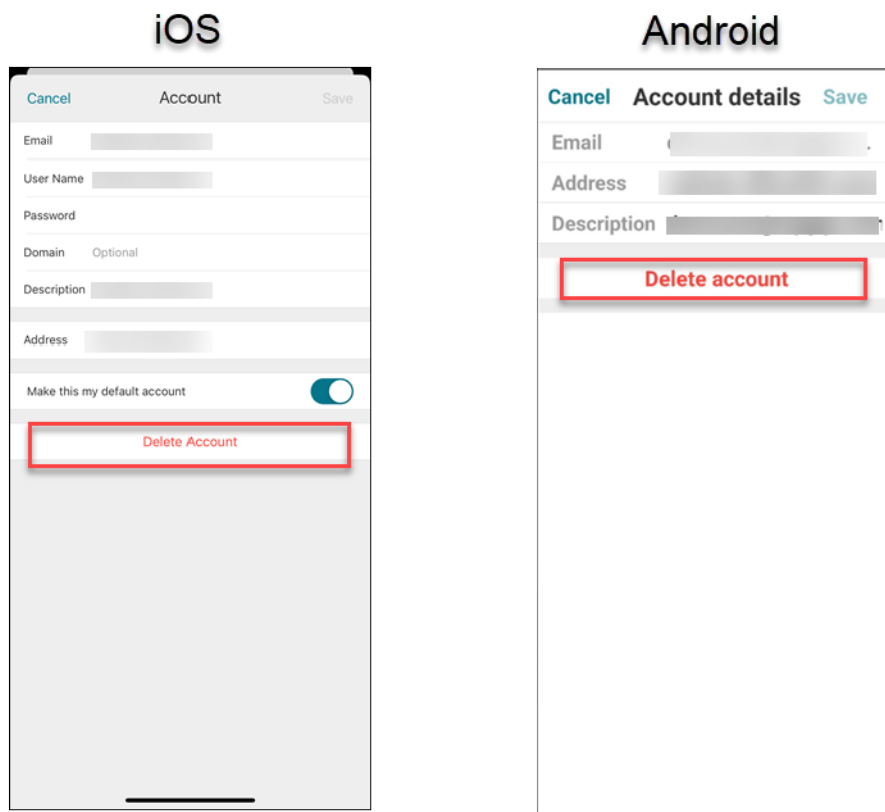 iOS
Cancel Account Save
Email
User Name
Password
Domain Optional
Description
Address
Make this my default account
Delete Account
Android
Cancel Account details Save
Email
Address
Description
Delete account